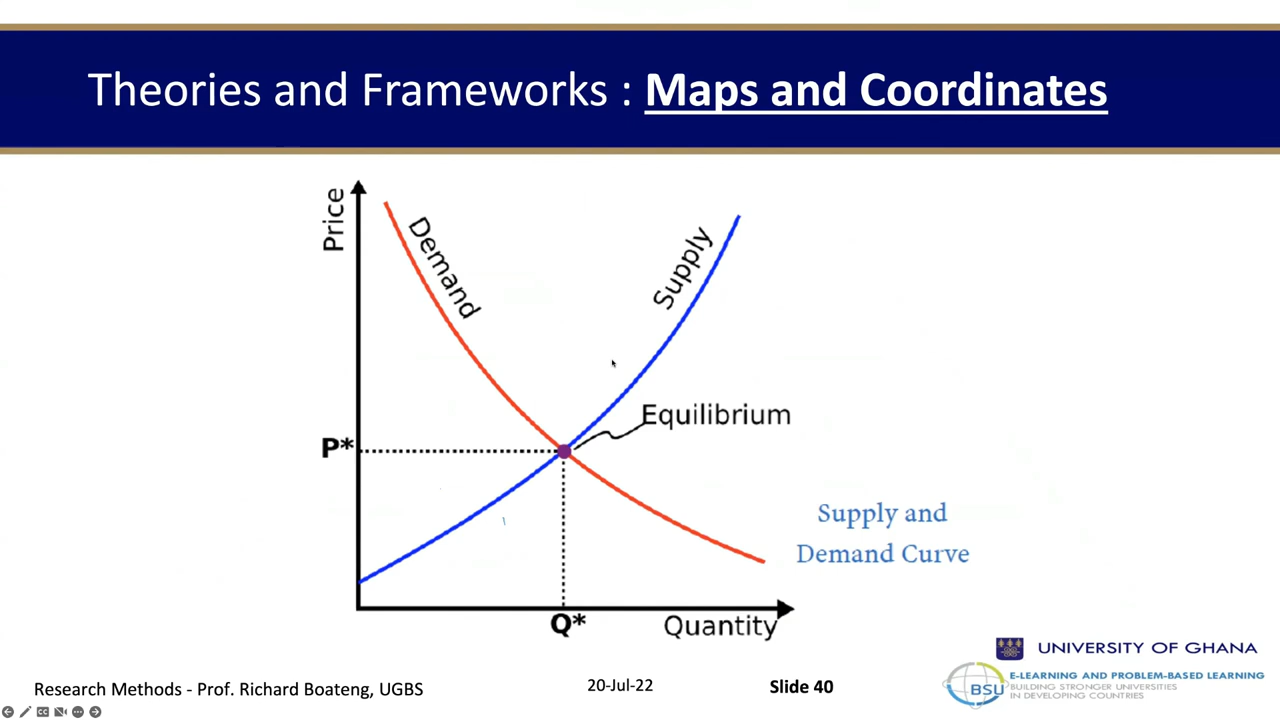 Theories and Frameworks : Maps and Coordinates
Price
Demand
Supply
Equilibrium
P*
Supply and
Demand Curve
Q*
Quantity
UNIVERSITY OF GHANA
E-LEARNING AND PROBLEM-BASED LEARNING
BSU
BUILDING STRONGER UNIVERSITIES
IN DEVELOPING COUNTRIES
Research Methods - Prof. Richard Boateng, UGBS
20-Jul-22
Slide 40